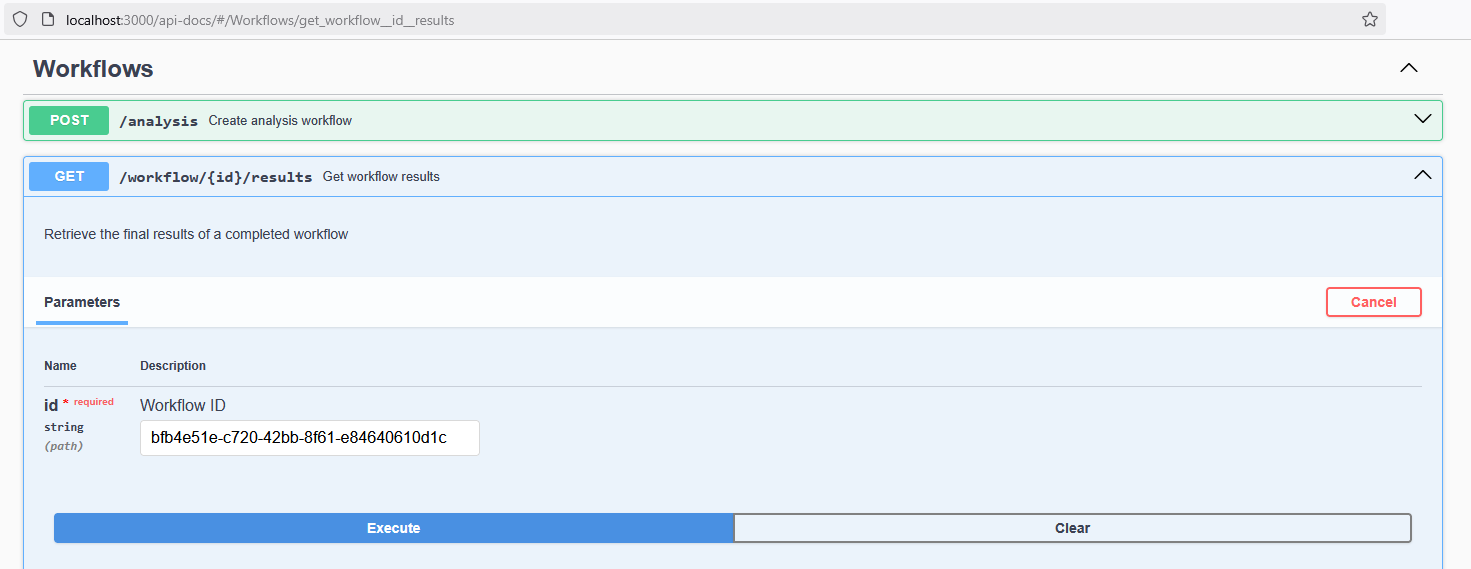 localhost:3000/api-docs/#/Workflows/get_workflow__id__results
Workflows
POST /analysis Create analysis workflow
GET /workflow/{id}/results Get workflow results
Retrieve the final results of a completed workflow
Parameters Cancel
Name Description
id * required Workflow ID
string
(path)
bfb4e51e-c720-42bb-8f61-e84640610d1c
Execute Clear